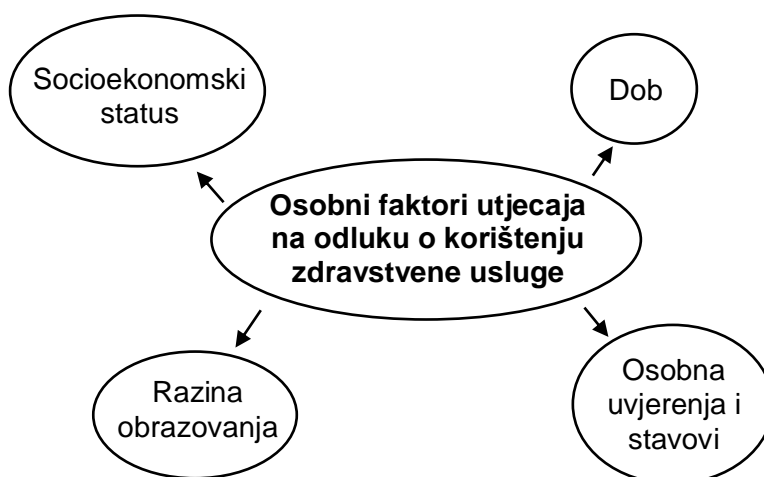 Socioekonomski
status
Dob
Osobni faktori utjecaja
na odluku o korištenju
zdravstvene usluge
Razina
obrazovanja
Osobna
uvjerenja i
stavovi